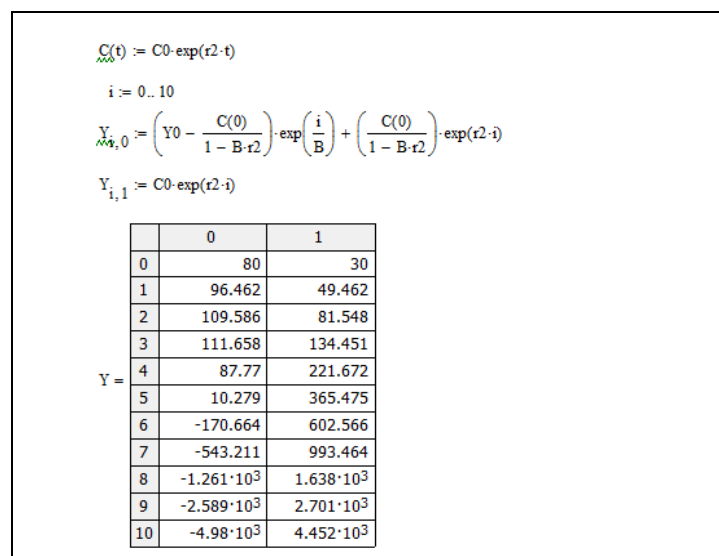 C(t) := C0·exp(r2·t)
i := 0.. 10
Y i, 0 := (Y0 − C(0) / (1 − B·r2))·exp(i / B) + (C(0) / (1 − B·r2))·exp(r2·i)
Y i, 1 := C0·exp(r2·i)
0 1
0 80 30
1 96.462 49.462
2 109.586 81.548
3 111.658 134.451
Y = 4 87.77 221.672
5 10.279 365.475
6 -170.664 602.566
7 -543.211 993.464
8 -1.261·10³ 1.638·10³
9 -2.589·10³ 2.701·10³
10 -4.98·10³ 4.452·10³